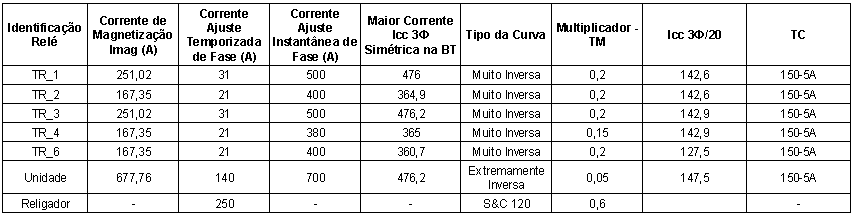 Identificação Relé | Corrente de Magnetização Imag (A) | Corrente Ajuste Temporizada de Fase (A) | Corrente Ajuste Instantânea de Fase (A) | Maior Corrente Icc 3Φ Simétrica na BT | Tipo da Curva | Multiplicador - TM | Icc 3Φ/20 | TC
TR_1 | 251,02 | 31 | 500 | 476 | Muito Inversa | 0,2 | 142,6 | 150-5A
TR_2 | 167,35 | 21 | 400 | 364,9 | Muito Inversa | 0,2 | 142,6 | 150-5A
TR_3 | 251,02 | 31 | 500 | 476,2 | Muito Inversa | 0,2 | 142,9 | 150-5A
TR_4 | 167,35 | 21 | 380 | 365 | Muito Inversa | 0,15 | 142,9 | 150-5A
TR_6 | 167,35 | 21 | 400 | 360,7 | Muito Inversa | 0,2 | 127,5 | 150-5A
Unidade | 677,76 | 140 | 700 | 476,2 | Extremamente Inversa | 0,05 | 147,5 | 150-5A
Religador | - | 250 | - | - | S&C 120 | 0,6 | | -